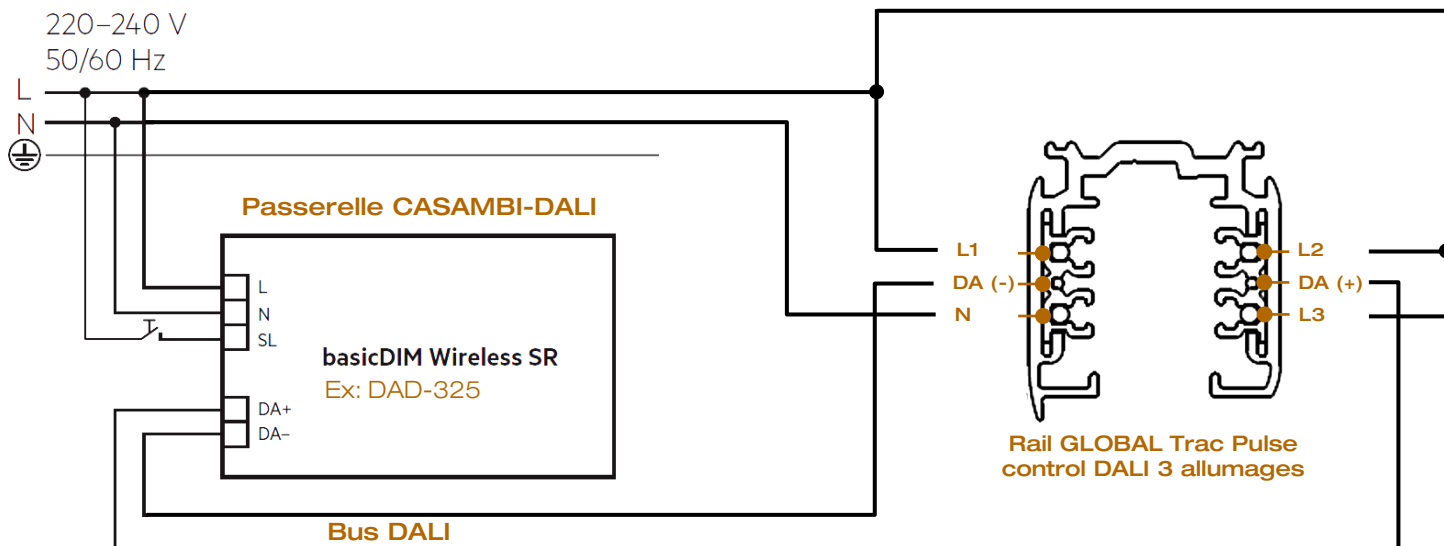 220–240 V
50/60 Hz
L
N
Passerelle CASAMBI-DALI
L
N
SL
basicDIM Wireless SR
Ex: DAD-325
DA+
DA–
Bus DALI
L1
DA (-)
N
L2
DA (+)
L3
Rail GLOBAL Trac Pulse
control DALI 3 allumages